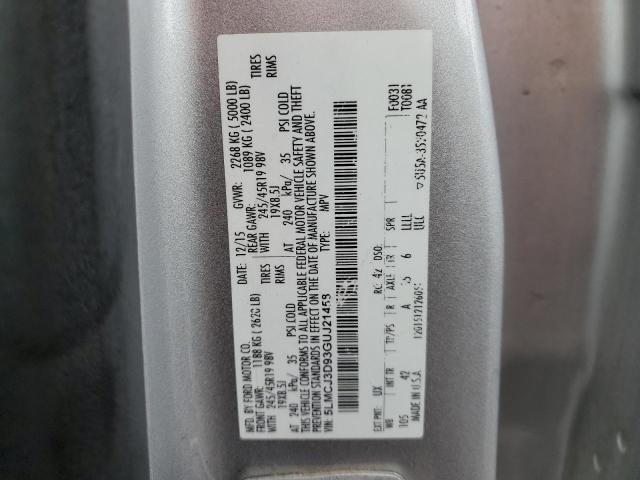 MFD. BY FORD MOTOR CO.
DATE: 12/15 GVWR: 2268 KG ( 5000 LB)
FRONT GAWR: 1188 KG ( 2620 LB) REAR GAWR: 1089 KG ( 2400 LB)
245/45R19 98V TIRES WITH 245/45R19 98V TIRES
19X8.5J RIMS 19X8.5J RIMS
AT 240 kPa/ 35 PSI COLD AT 240 kPa/ 35 PSI COLD
THIS VEHICLE CONFORMS TO ALL APPLICABLE FEDERAL MOTOR VEHICLE SAFETY AND THEFT
PREVENTION STANDARDS IN EFFECT ON THE DATE OF MANUFACTURE SHOWN ABOVE.
VIN: 5LMCJ3D93GUJ21453 TYPE: MPV
F0031
T0081
EXT PNT: UX RC: 42 DSO:
WB INT TR TP/PS R AXLE TR SPR
105 42 A 6 LLLL
ULL
MADE IN U.S.A.